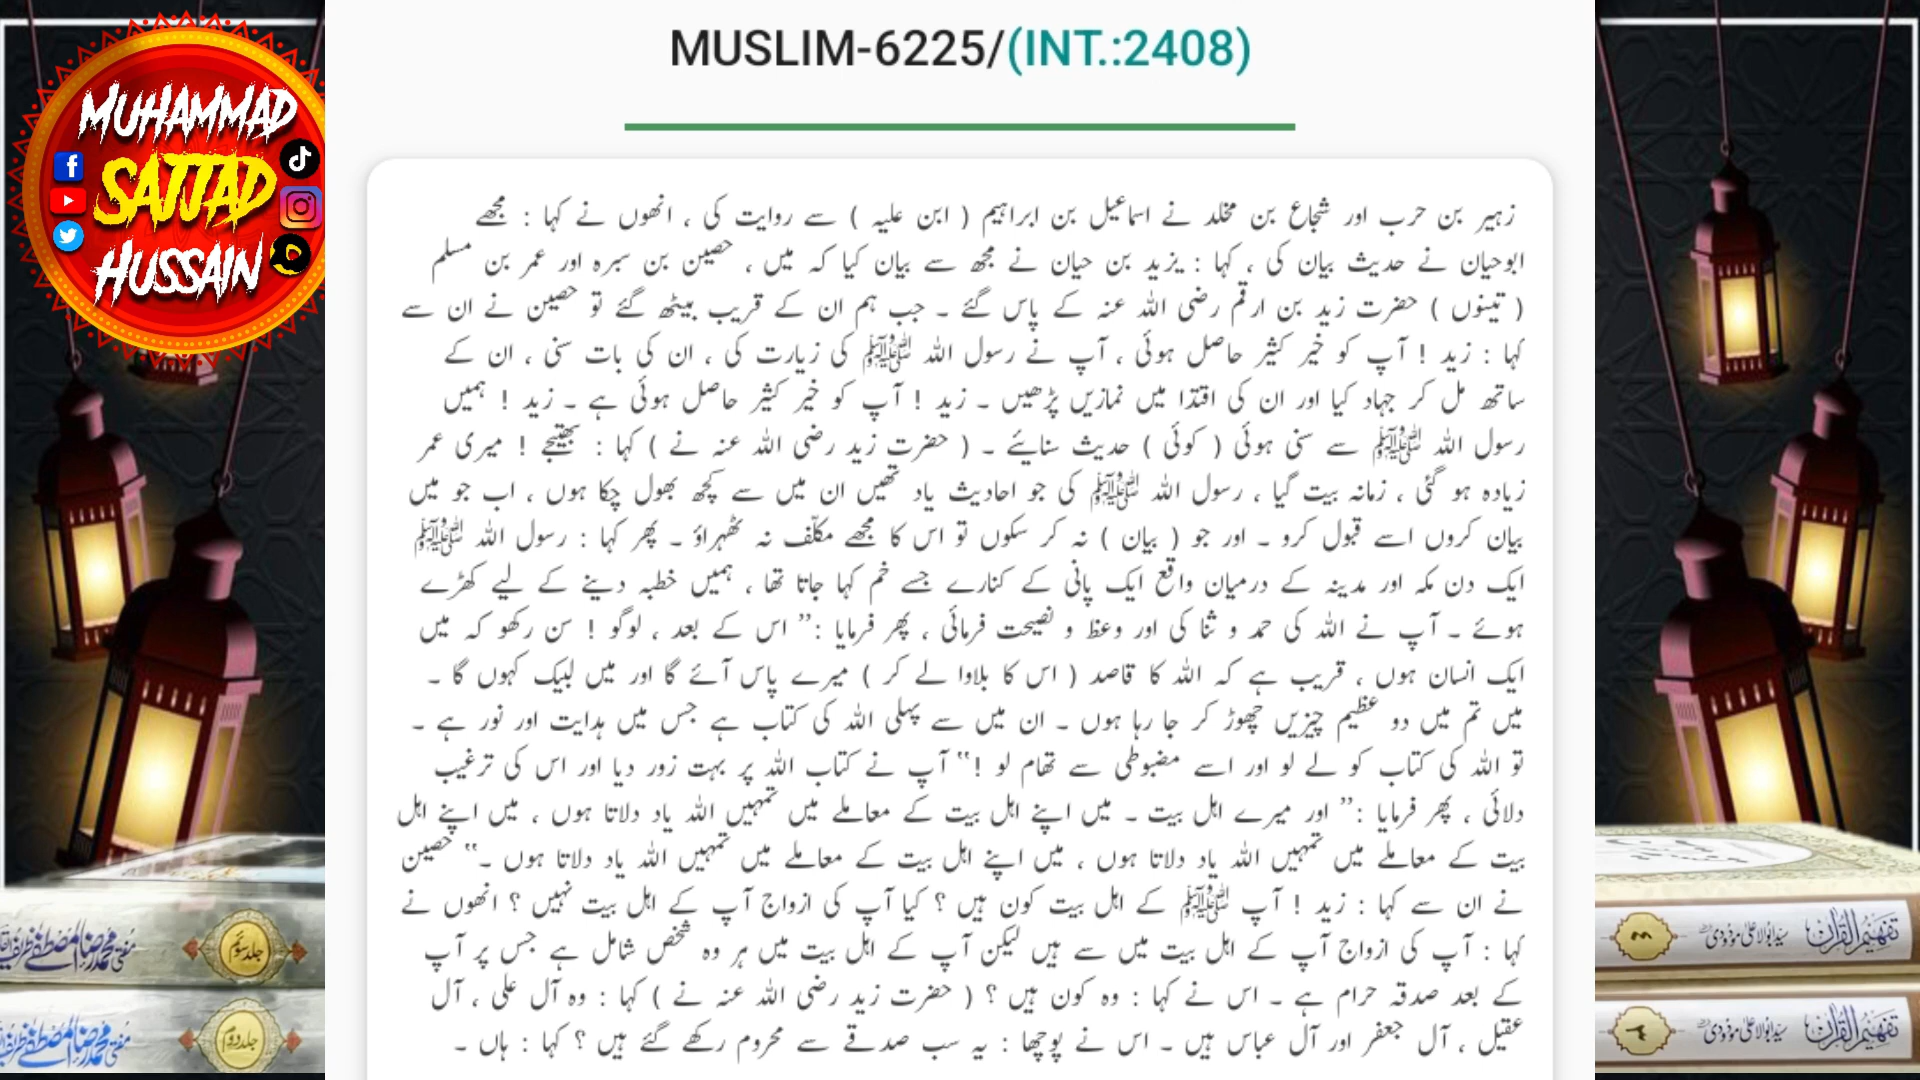 MUHAMMAD
SAJJAD
HUSSAIN
MUSLIM-6225/(INT.:2408)
زہیر بن حرب اور شجاع بن مخلد نے اسماعیل بن ابراہیم ( ابن علیہ ) سے روایت کی ، انھوں نے کہا : مجھے
ابوحیان نے حدیث بیان کی ، کہا : یزید بن حیان نے مجھ سے بیان کیا کہ میں ، حصین بن سبرہ اور عمر بن مسلم
( تینوں ) حضرت زید بن ارقم رضی اللہ عنہ کے پاس گئے ۔ جب ہم ان کے قریب بیٹھ گئے تو حصین نے ان سے
کہا : زید ! آپ کو خیر کثیر حاصل ہوئی ، آپ نے رسول اللہ ﷺ کی زیارت کی ، ان کی بات سنی ، ان کے
ساتھ مل کر جہاد کیا اور ان کی اقتدا میں نمازیں پڑھیں ۔ زید ! آپ کو خیر کثیر حاصل ہوئی ہے ۔ زید ! ہمیں
رسول اللہ ﷺ سے سنی ہوئی ( کوئی ) حدیث سنایئے ۔ ( حضرت زید رضی اللہ عنہ نے ) کہا : بھتیجے ! میری عمر
زیادہ ہو گئی ، زمانہ بیت گیا ، رسول اللہ ﷺ کی جو احادیث یاد تھیں ان میں سے کچھ بھول چکا ہوں ، اب جو میں
بیان کروں اسے قبول کرو ۔ اور جو ( بیان ) نہ کر سکوں تو اس کا مجھے مکلّف نہ ٹھہراؤ ۔ پھر کہا : رسول اللہ ﷺ
ایک دن مکہ اور مدینہ کے درمیان واقع ایک پانی کے کنارے جسے خم کہا جاتا تھا ، ہمیں خطبہ دینے کے لیے کھڑے
ہوئے ۔ آپ نے اللہ کی حمد و ثنا کی اور وعظ و نصیحت فرمائی ، پھر فرمایا :’’ اس کے بعد ، لوگو ! سن رکھو کہ میں
ایک انسان ہوں ، قریب ہے کہ اللہ کا قاصد ( اس کا بلاوا لے کر ) میرے پاس آئے گا اور میں لبیک کہوں گا ۔
میں تم میں دو عظیم چیزیں چھوڑ کر جا رہا ہوں ۔ ان میں سے پہلی اللہ کی کتاب ہے جس میں ہدایت اور نور ہے ۔
تو اللہ کی کتاب کو لے لو اور اسے مضبوطی سے تھام لو !‘‘ آپ نے کتاب اللہ پر بہت زور دیا اور اس کی ترغیب
دلائی ، پھر فرمایا :’’ اور میرے اہل بیت ۔ میں اپنے اہل بیت کے معاملے میں تمہیں اللہ یاد دلاتا ہوں ، میں اپنے اہل
بیت کے معاملے میں تمہیں اللہ یاد دلاتا ہوں ، میں اپنے اہل بیت کے معاملے میں تمہیں اللہ یاد دلاتا ہوں ۔‘‘ حصین
نے ان سے کہا : زید ! آپ ﷺ کے اہل بیت کون ہیں ؟ کیا آپ کی ازواج آپ کے اہل بیت نہیں ؟ انھوں نے
کہا : آپ کی ازواج آپ کے اہل بیت میں سے ہیں لیکن آپ کے اہل بیت میں ہر وہ شخص شامل ہے جس پر آپ
کے بعد صدقہ حرام ہے ۔ اس نے کہا : وہ کون ہیں ؟ ( حضرت زید رضی اللہ عنہ نے ) کہا : وہ آل علی ، آل
عقیل ، آل جعفر اور آل عباس ہیں ۔ اس نے پوچھا : یہ سب صدقے سے محروم رکھے گئے ہیں ؟ کہا : ہاں ۔
جلد سوم
جلد دوم
تفہیم القرآن سید ابوالاعلیٰ مودودی
تفہیم القرآن سید ابوالاعلیٰ مودودی ۲